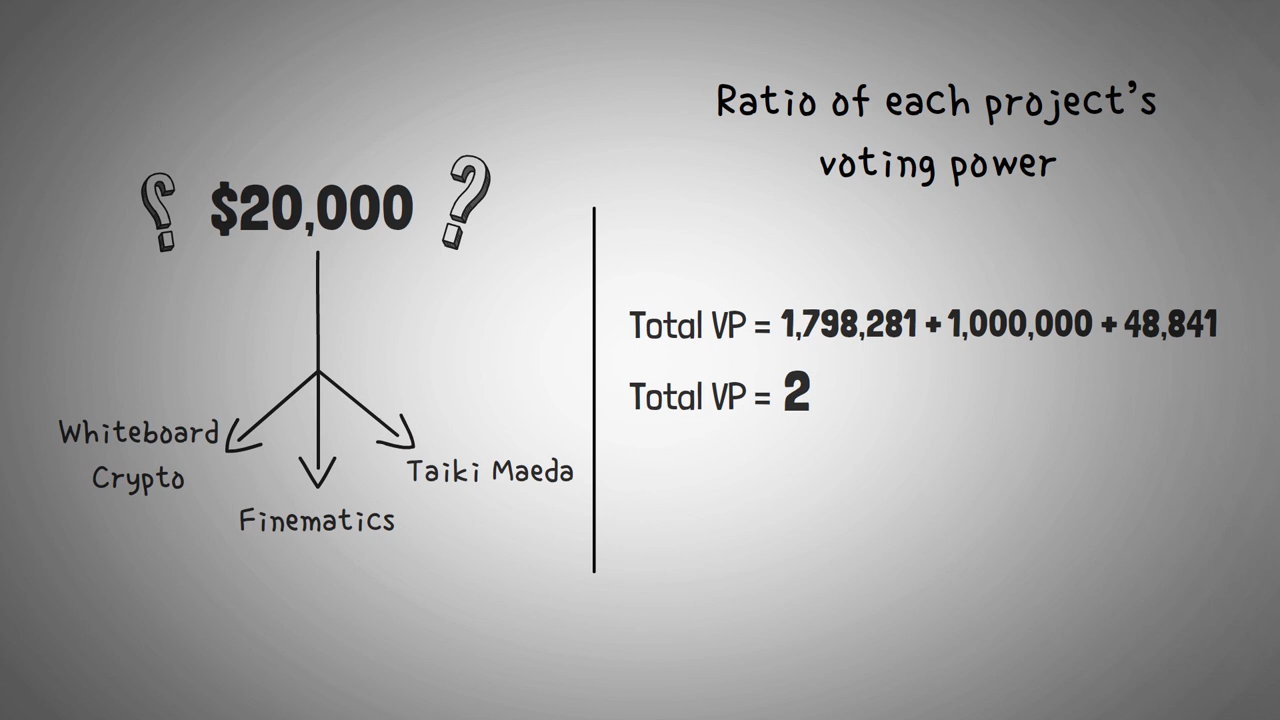 Ratio of each project's
voting power
? $20,000 ?
Whiteboard
Crypto
Finematics
Taiki Maeda
Total VP = 1,798,281 + 1,000,000 + 48,841
Total VP = 2